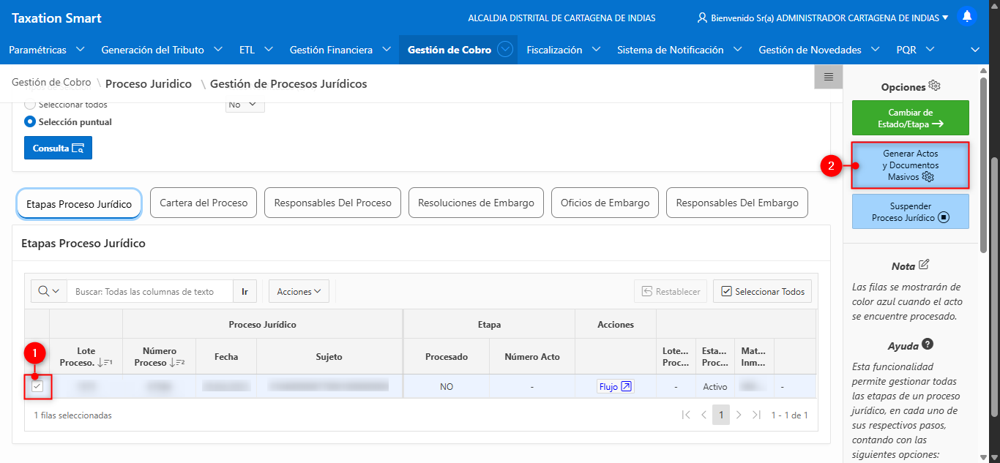 Taxation Smart
ALCALDIA DISTRITAL DE CARTAGENA DE INDIAS
Bienvenido Sr(a) ADMINISTRADOR CARTAGENA DE INDIAS
Paramétricas
Generación del Tributo
ETL
Gestión Financiera
Gestión de Cobro
Fiscalización
Sistema de Notificación
Gestión de Novedades
PQR
Gestión de Cobro \ Proceso Juridico \ Gestión de Procesos Jurídicos
Seleccionar todos
No
Selección puntual
Consulta
Etapas Proceso Jurídico
Cartera del Proceso
Responsables Del Proceso
Resoluciones de Embargo
Oficios de Embargo
Responsables Del Embargo
Etapas Proceso Jurídico
Buscar: Todas las columnas de texto
Ir
Acciones
Restablecer
Seleccionar Todos
Proceso Jurídico
Etapa
Acciones
Lote
Proceso.
1
Número
Proceso
2
Fecha
Sujeto
Procesado
Número Acto
Lote...
Proc...
Esta...
Proc...
Mat...
Inm...
1
NO
-
Flujo
-
Activo
-
1 filas seleccionadas
1
1 - 1 de 1
Opciones
Cambiar de
Estado/Etapa
2
Generar Actos
y Documentos
Masivos
Suspender
Proceso Jurídico
Nota
Las filas se mostrarán de
color azul cuando el acto
se encuentre procesado.
Ayuda
Esta funcionalidad
permite gestionar todas
las etapas de un proceso
jurídico, en cada uno de
sus respectivos pasos,
contando con las
siguientes opciones: